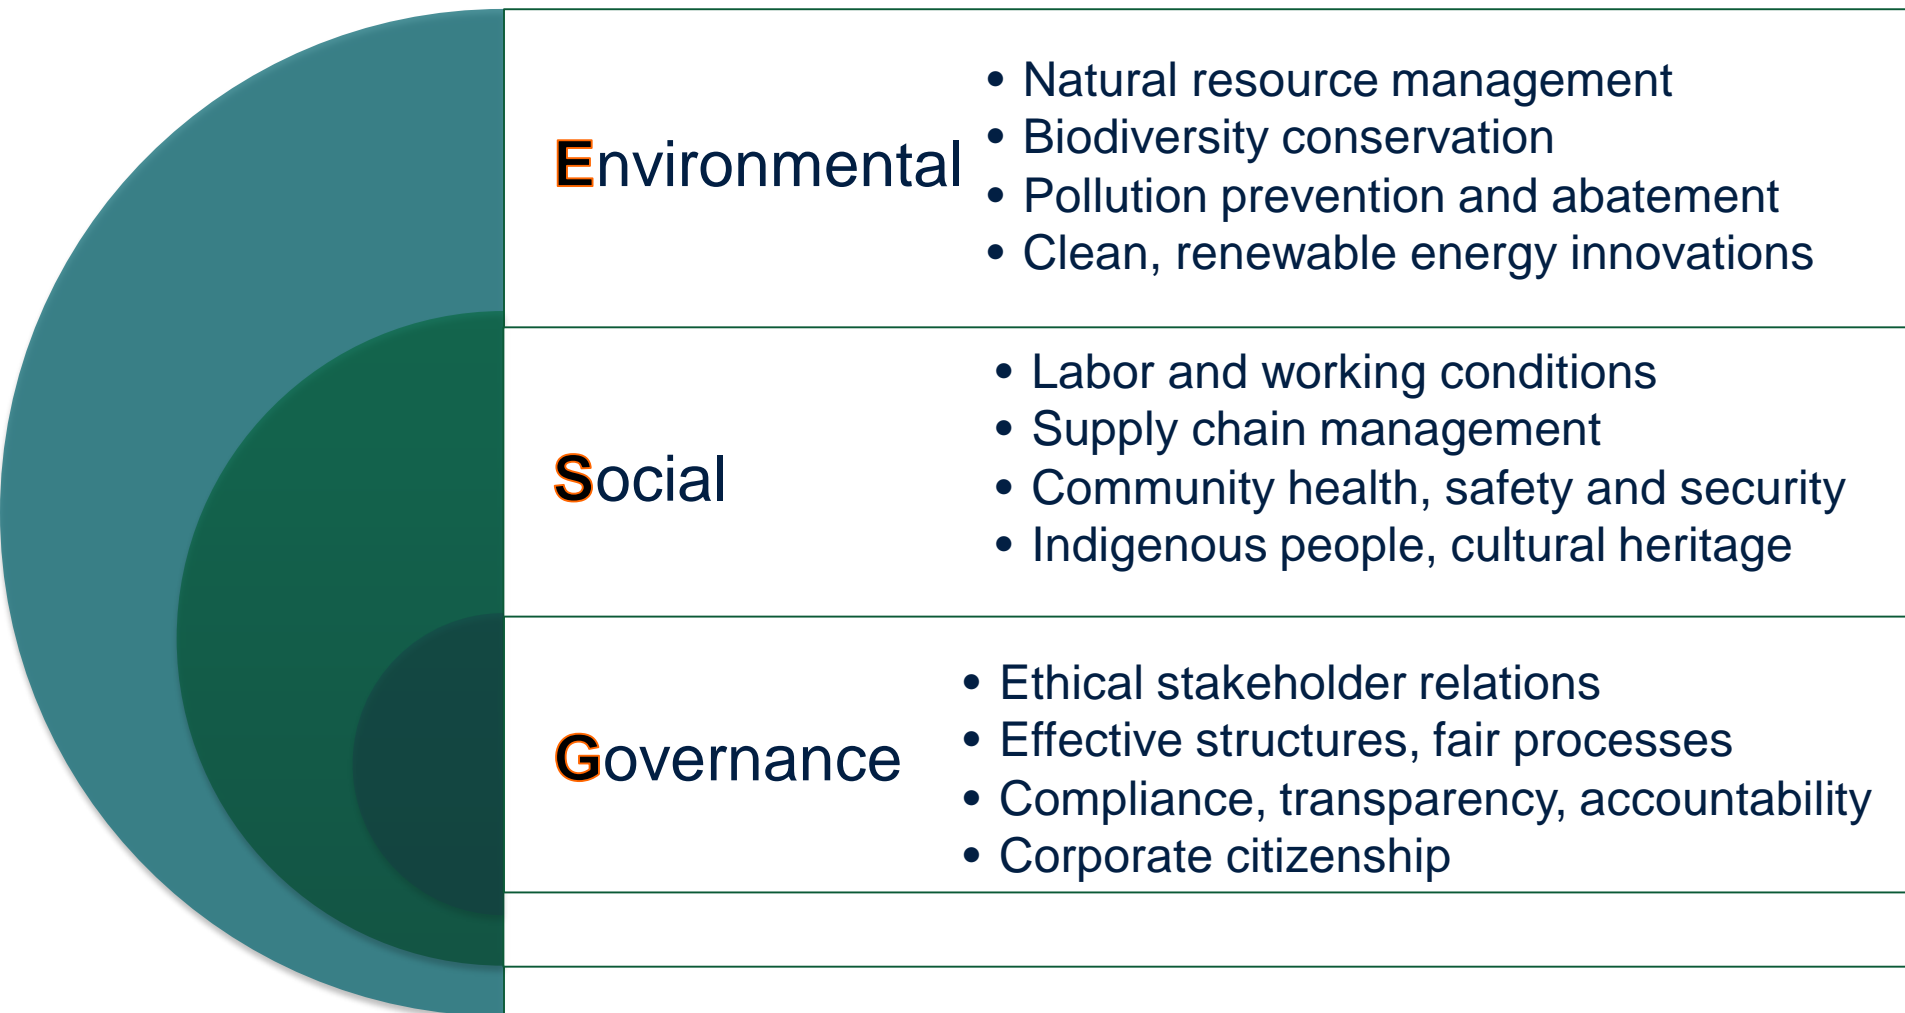 Environmental
• Natural resource management
• Biodiversity conservation
• Pollution prevention and abatement
• Clean, renewable energy innovations
Social
• Labor and working conditions
• Supply chain management
• Community health, safety and security
• Indigenous people, cultural heritage
Governance
• Ethical stakeholder relations
• Effective structures, fair processes
• Compliance, transparency, accountability
• Corporate citizenship